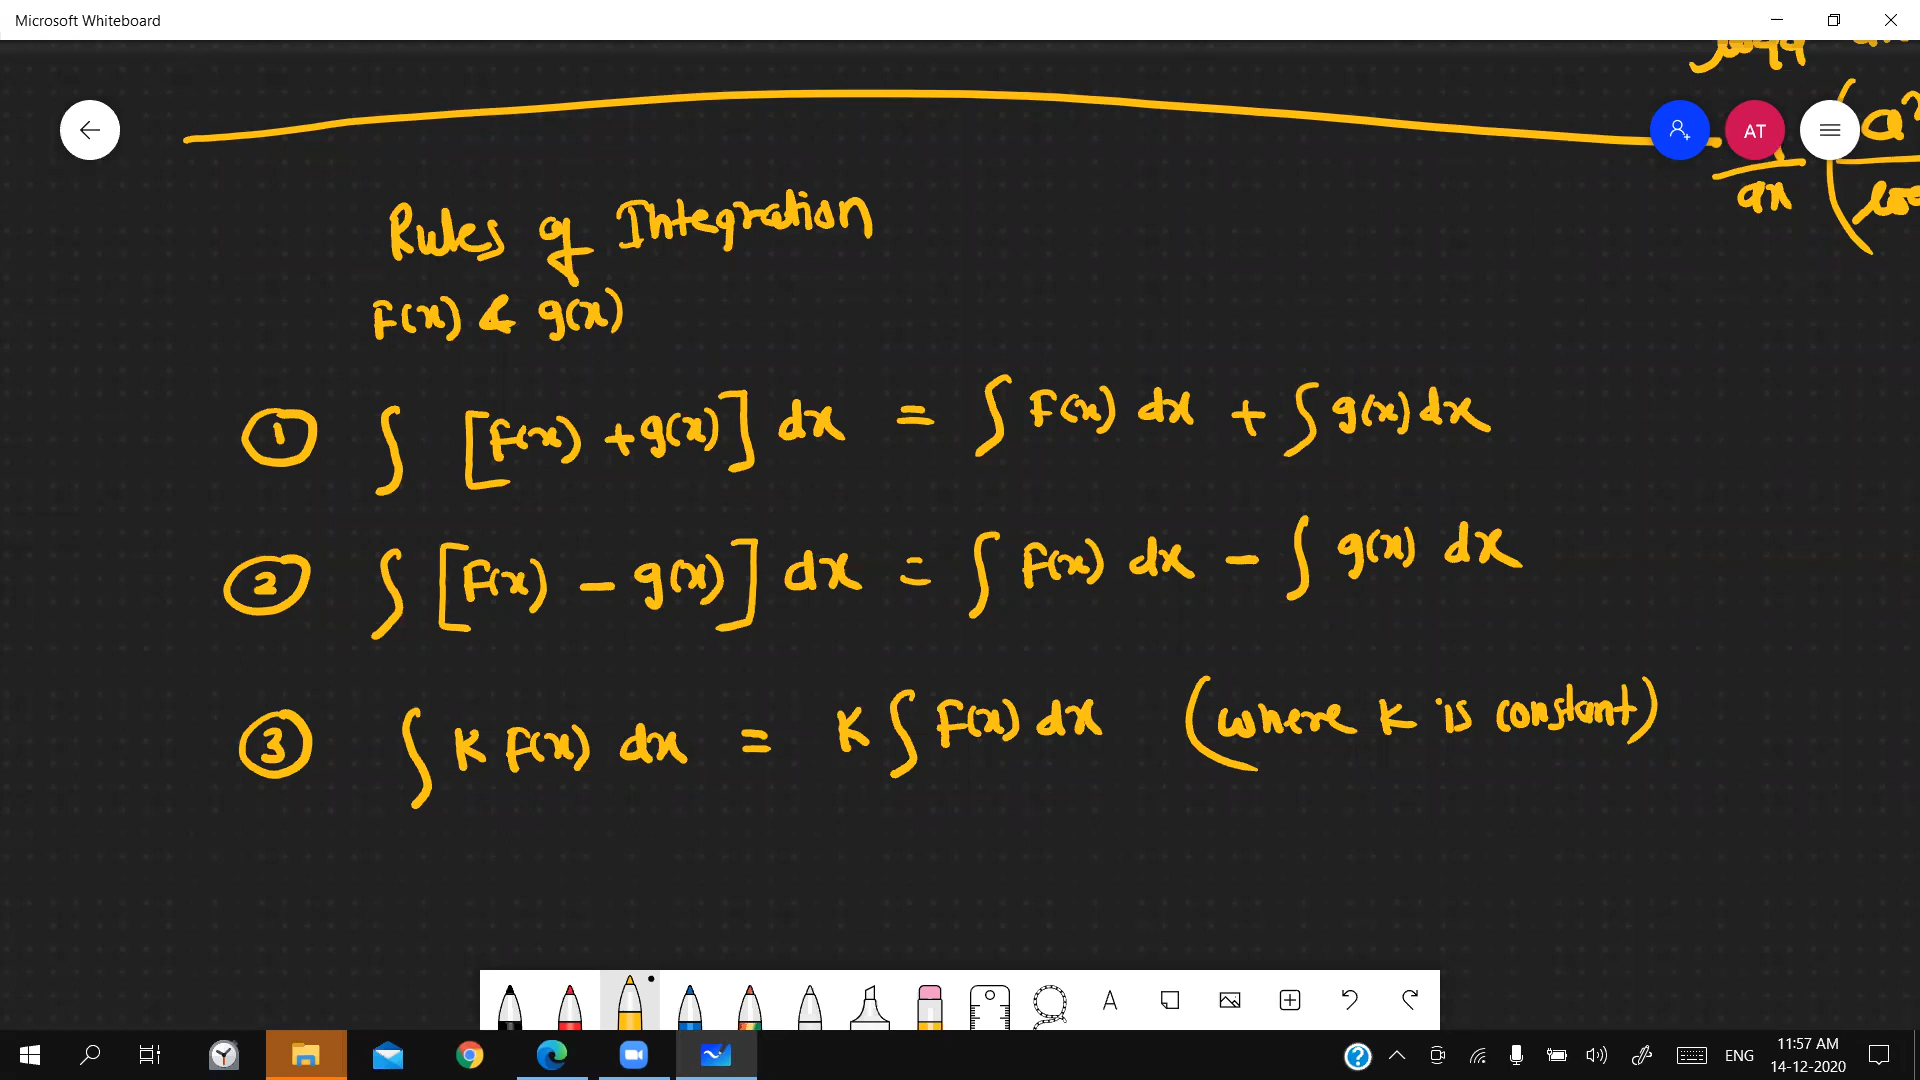 Microsoft Whiteboard
AT
dx
Rules of Integration
F(x) & g(x)
① ∫ [F(x) + g(x)] dx = ∫ F(x) dx + ∫ g(x) dx
② ∫ [F(x) − g(x)] dx = ∫ F(x) dx − ∫ g(x) dx
③ ∫ K F(x) dx = K ∫ F(x) dx (where K is constant)
ENG
11:57 AM
14-12-2020